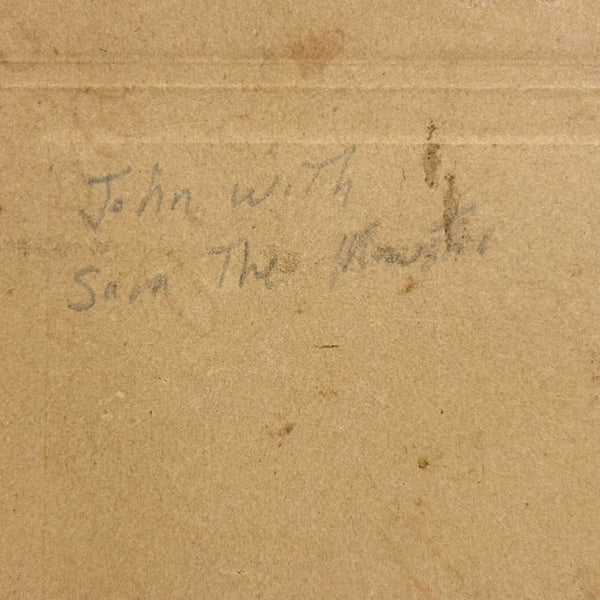 John with
Sara The